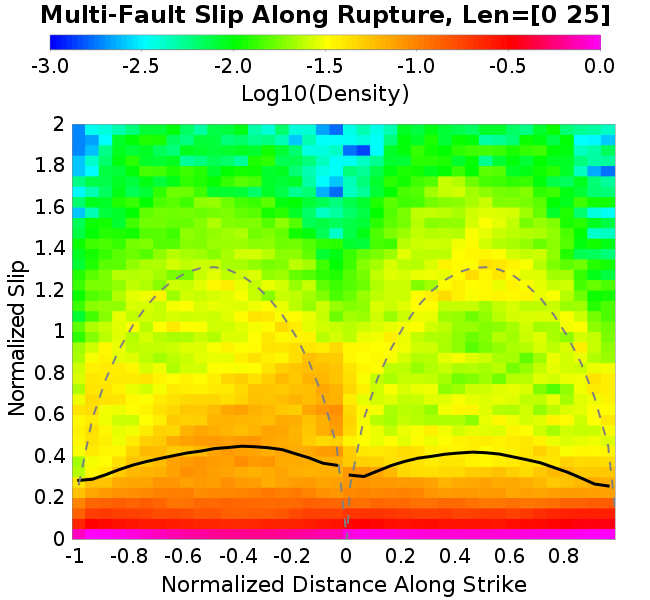 Multi-Fault Slip Along Rupture, Len=[0 25]
-3.0 -2.5 -2.0 -1.5 -1.0 -0.5 0.0
Log10(Density)
2
1.8
1.6
1.4
1.2
1
0.8
0.6
0.4
0.2
0
Normalized Slip
-1 -0.8 -0.6 -0.4 -0.2 0 0.2 0.4 0.6 0.8
Normalized Distance Along Strike